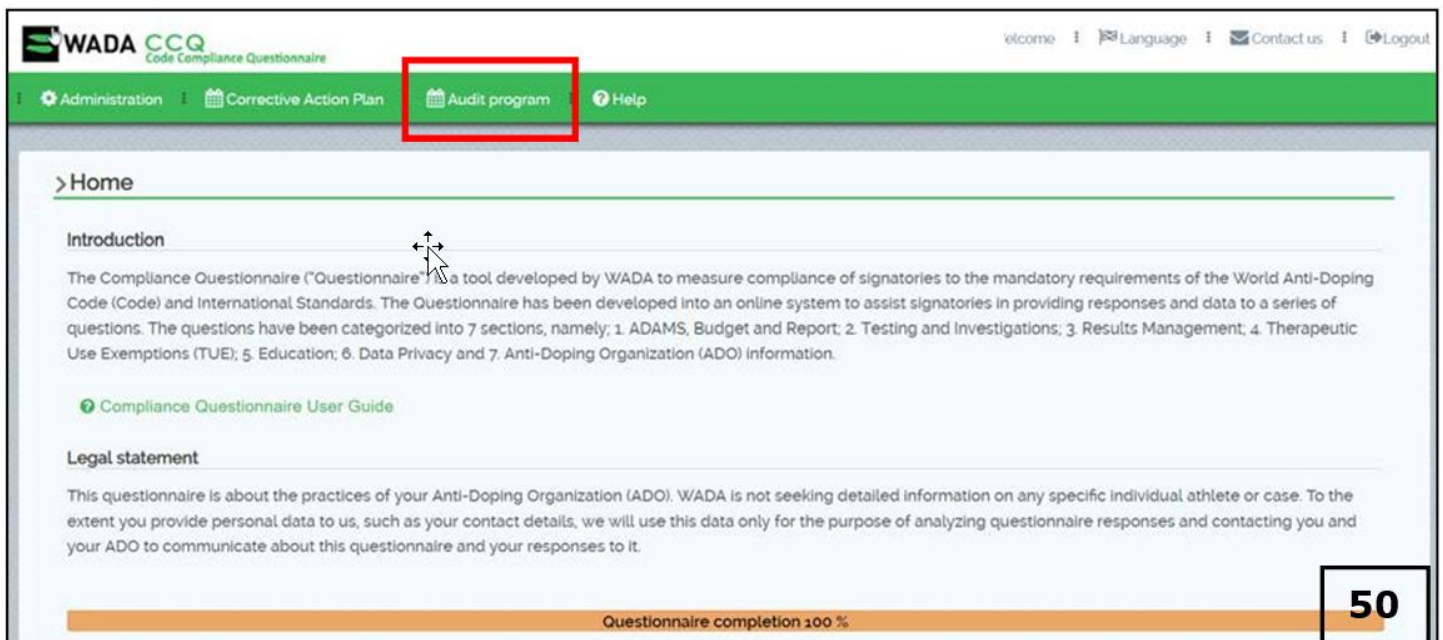 WADA CCQ
Code Compliance Questionnaire
elcome
Language
Contact us
Logout
Administration
Corrective Action Plan
Audit program
Help
>Home
Introduction
The Compliance Questionnaire ("Questionnaire") is a tool developed by WADA to measure compliance of signatories to the mandatory requirements of the World Anti-Doping
Code (Code) and International Standards. The Questionnaire has been developed into an online system to assist signatories in providing responses and data to a series of
questions. The questions have been categorized into 7 sections, namely; 1. ADAMS, Budget and Report; 2. Testing and Investigations; 3. Results Management; 4. Therapeutic
Use Exemptions (TUE); 5. Education; 6. Data Privacy and 7. Anti-Doping Organization (ADO) information.
Compliance Questionnaire User Guide
Legal statement
This questionnaire is about the practices of your Anti-Doping Organization (ADO). WADA is not seeking detailed information on any specific individual athlete or case. To the
extent you provide personal data to us, such as your contact details, we will use this data only for the purpose of analyzing questionnaire responses and contacting you and
your ADO to communicate about this questionnaire and your responses to it.
Questionnaire completion 100 %
50